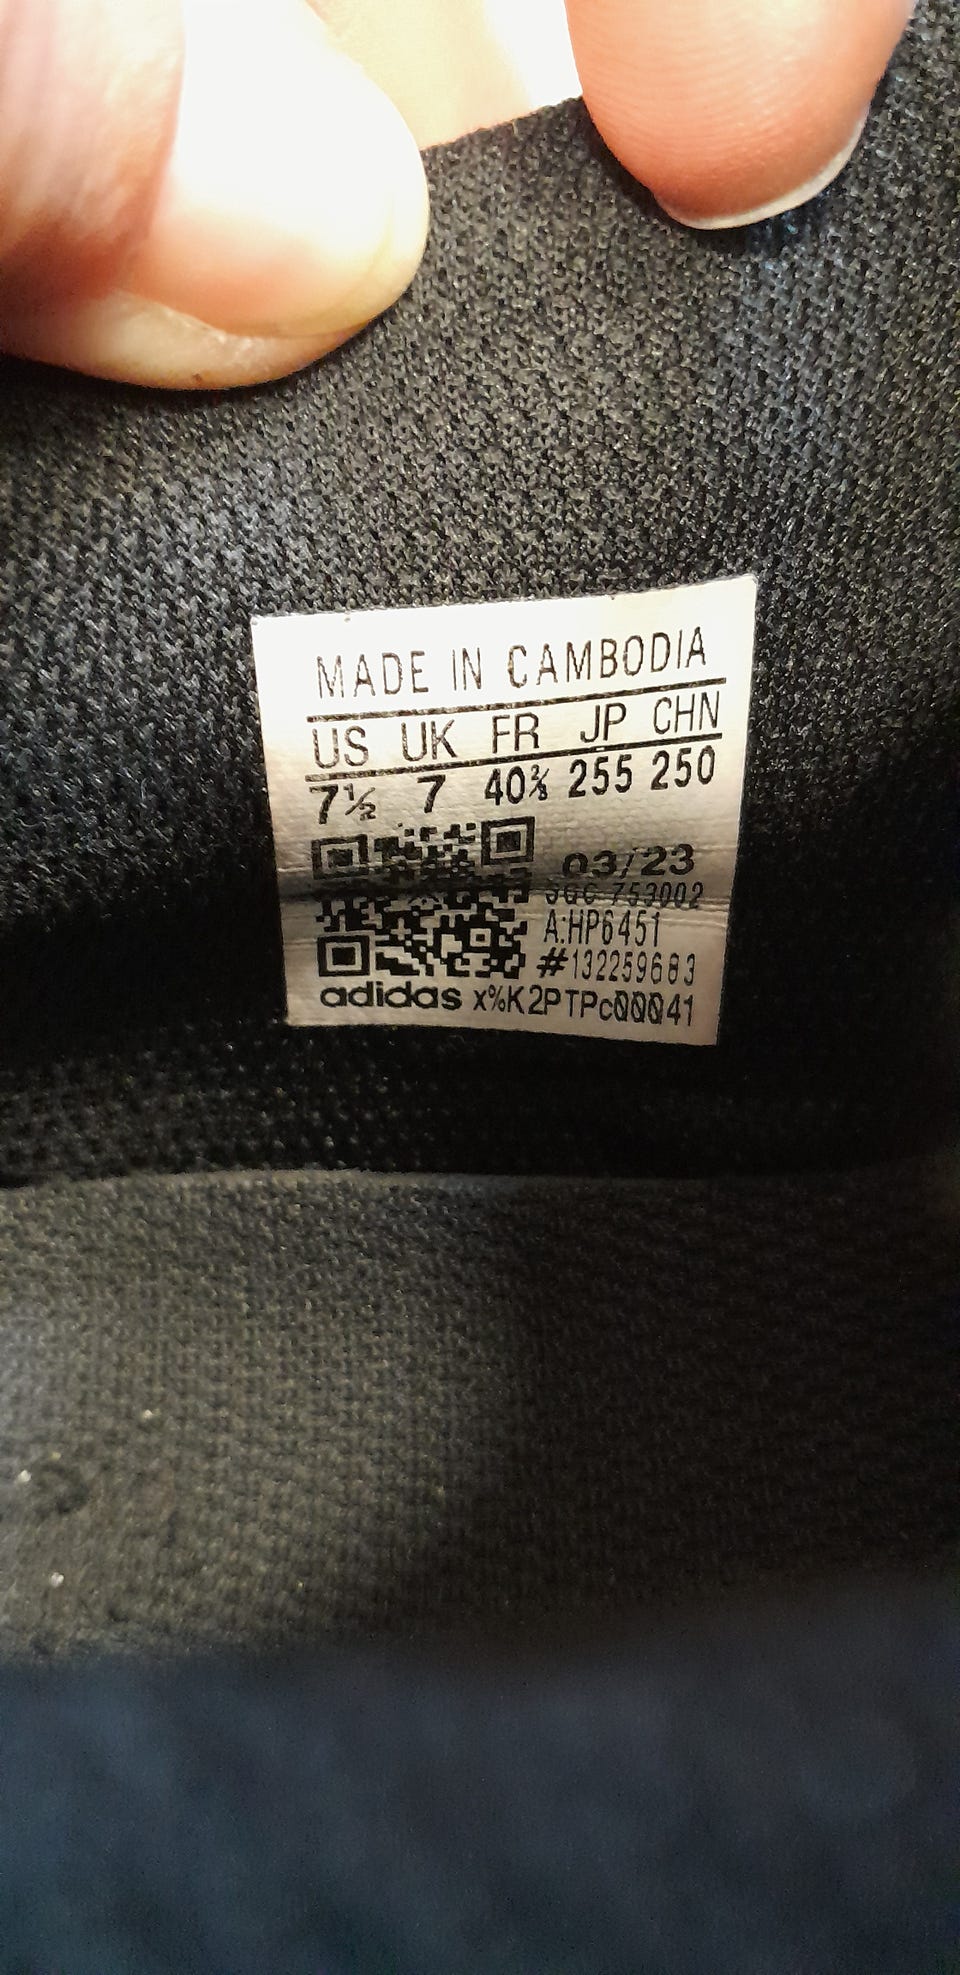 MADE IN CAMBODIA
US UK FR JP CHN
7½ 7 40⅔ 255 250
03/23
753002
A:HP6451
#132259683
adidas x%K2PTPc00041